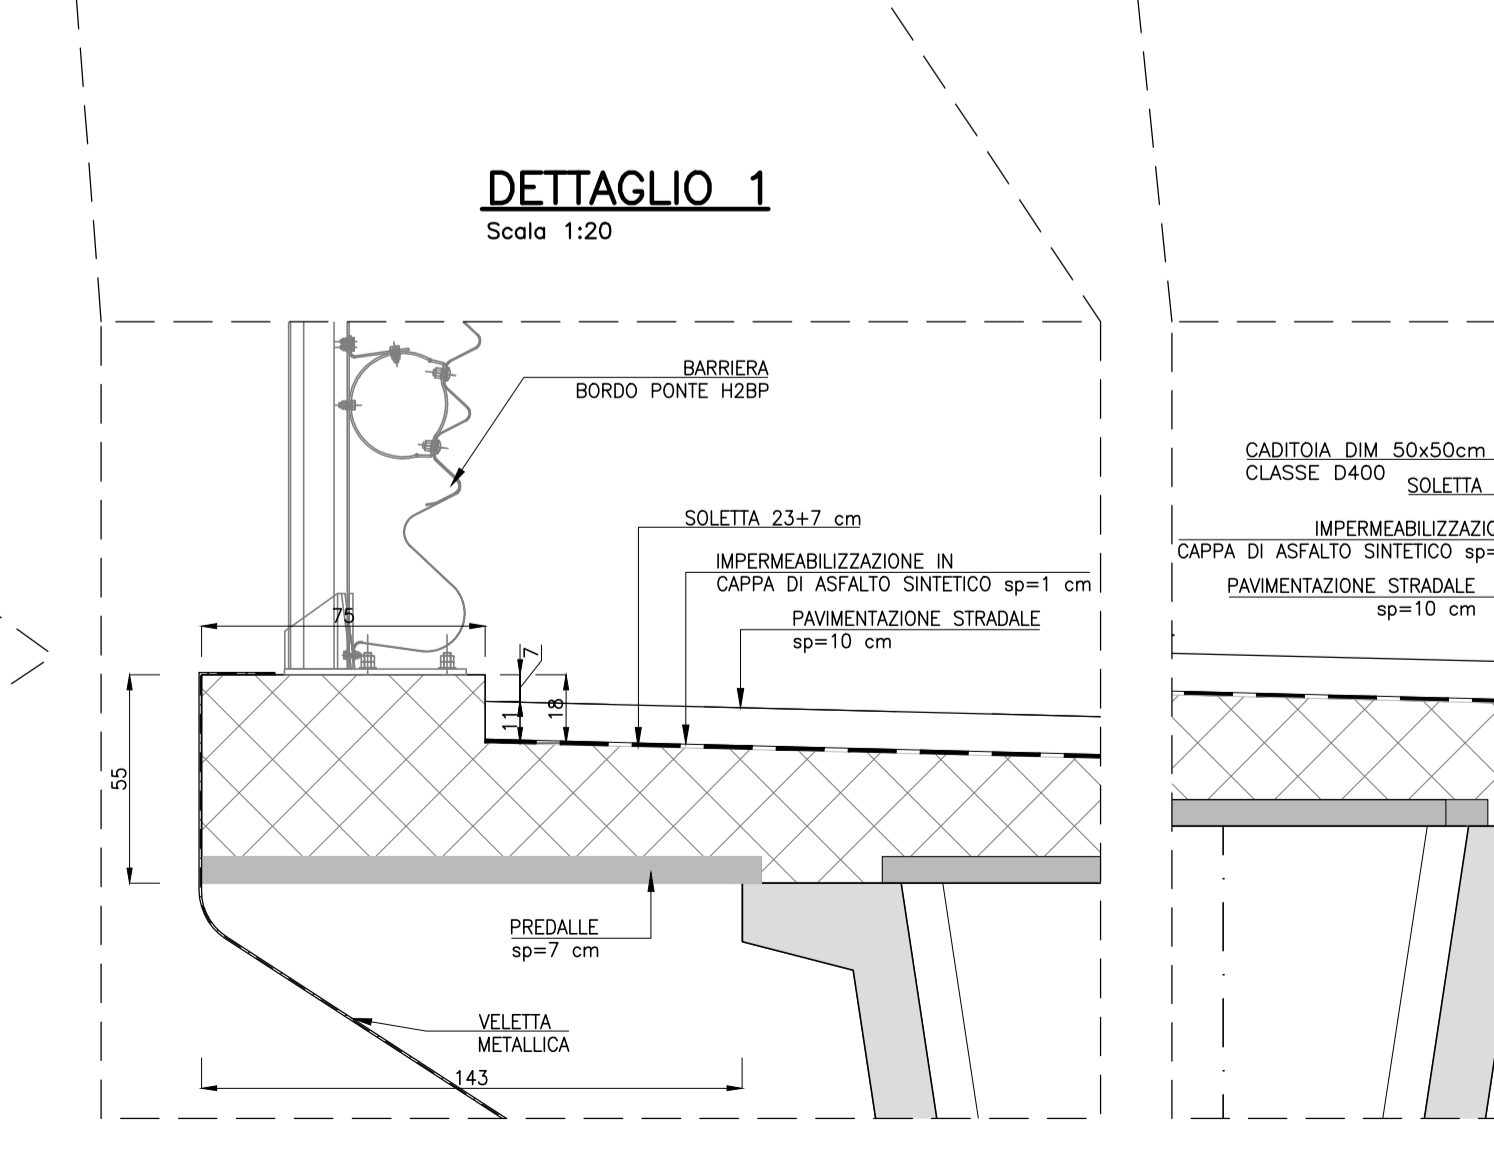 DETTAGLIO 1
Scala 1:20
BARRIERA
BORDO PONTE H2BP
SOLETTA 23+7 cm
IMPERMEABILIZZAZIONE IN
CAPPA DI ASFALTO SINTETICO sp=1 cm
PAVIMENTAZIONE STRADALE
sp=10 cm
75
7
11
18
55
PREDALLE
sp=7 cm
VELETTA
METALLICA
143
CADITOIA DIM 50x50cm
CLASSE D400
SOLETTA
IMPERMEABILIZZAZIO
CAPPA DI ASFALTO SINTETICO sp=
PAVIMENTAZIONE STRADALE
sp=10 cm